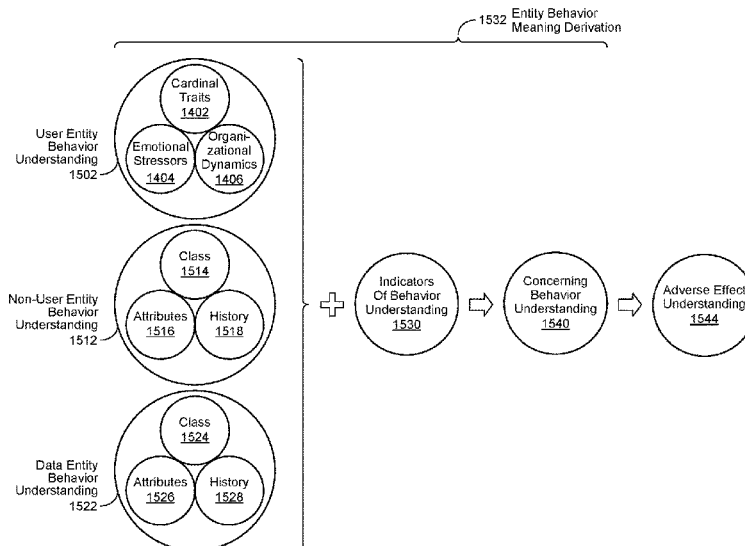 1532 Entity Behavior
Meaning Derivation
Cardinal
Traits
1402
User Entity
Behavior
Understanding
1502
Emotional
Stressors
1404
Organi-
zational
Dynamics
1406
Class
1514
Non-User Entity
Behavior
Understanding
1512
Attributes
1516
History
1518
Indicators
Of Behavior
Understanding
1530
Concerning
Behavior
Understanding
1540
Adverse Effect
Understanding
1544
Class
1524
Data Entity
Behavior
Understanding
1522
Attributes
1526
History
1528